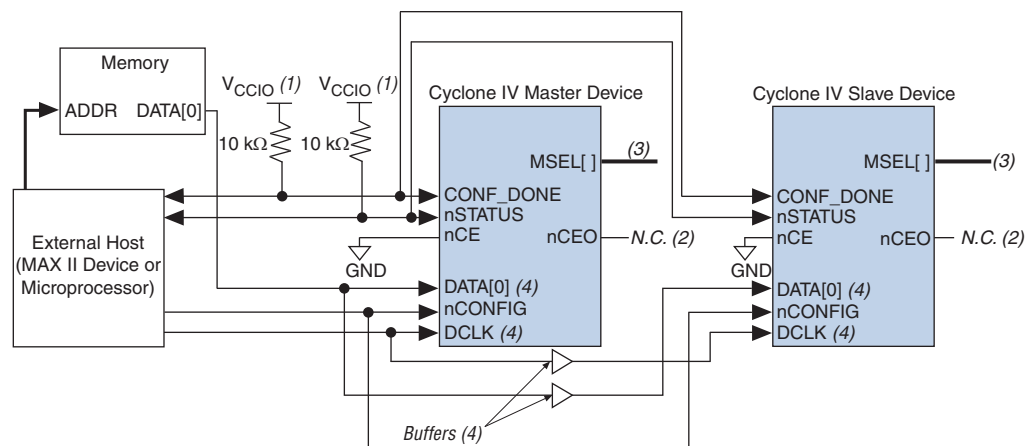 Memory
ADDR DATA[0]
VCCIO (1) VCCIO (1)
10 kΩ 10 kΩ
Cyclone IV Master Device
MSEL[ ] (3)
CONF_DONE
nSTATUS
nCE nCEO N.C. (2)
GND
DATA[0] (4)
nCONFIG
DCLK (4)
Cyclone IV Slave Device
MSEL[ ] (3)
CONF_DONE
nSTATUS
nCE nCEO N.C. (2)
GND
DATA[0] (4)
nCONFIG
DCLK (4)
External Host
(MAX II Device or
Microprocessor)
Buffers (4)